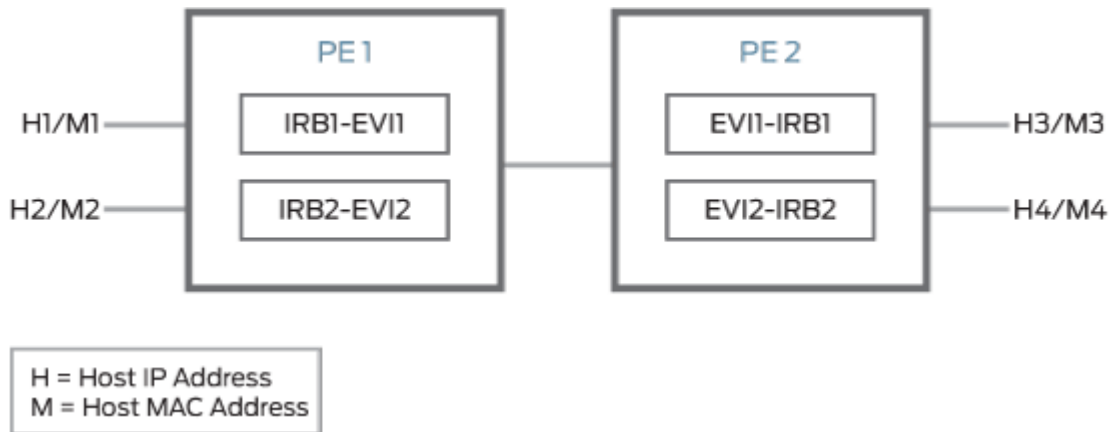 PE 1
PE 2
H1/M1
IRB1-EVI1
EVI1-IRB1
H3/M3
H2/M2
IRB2-EVI2
EVI2-IRB2
H4/M4
H = Host IP Address
M = Host MAC Address